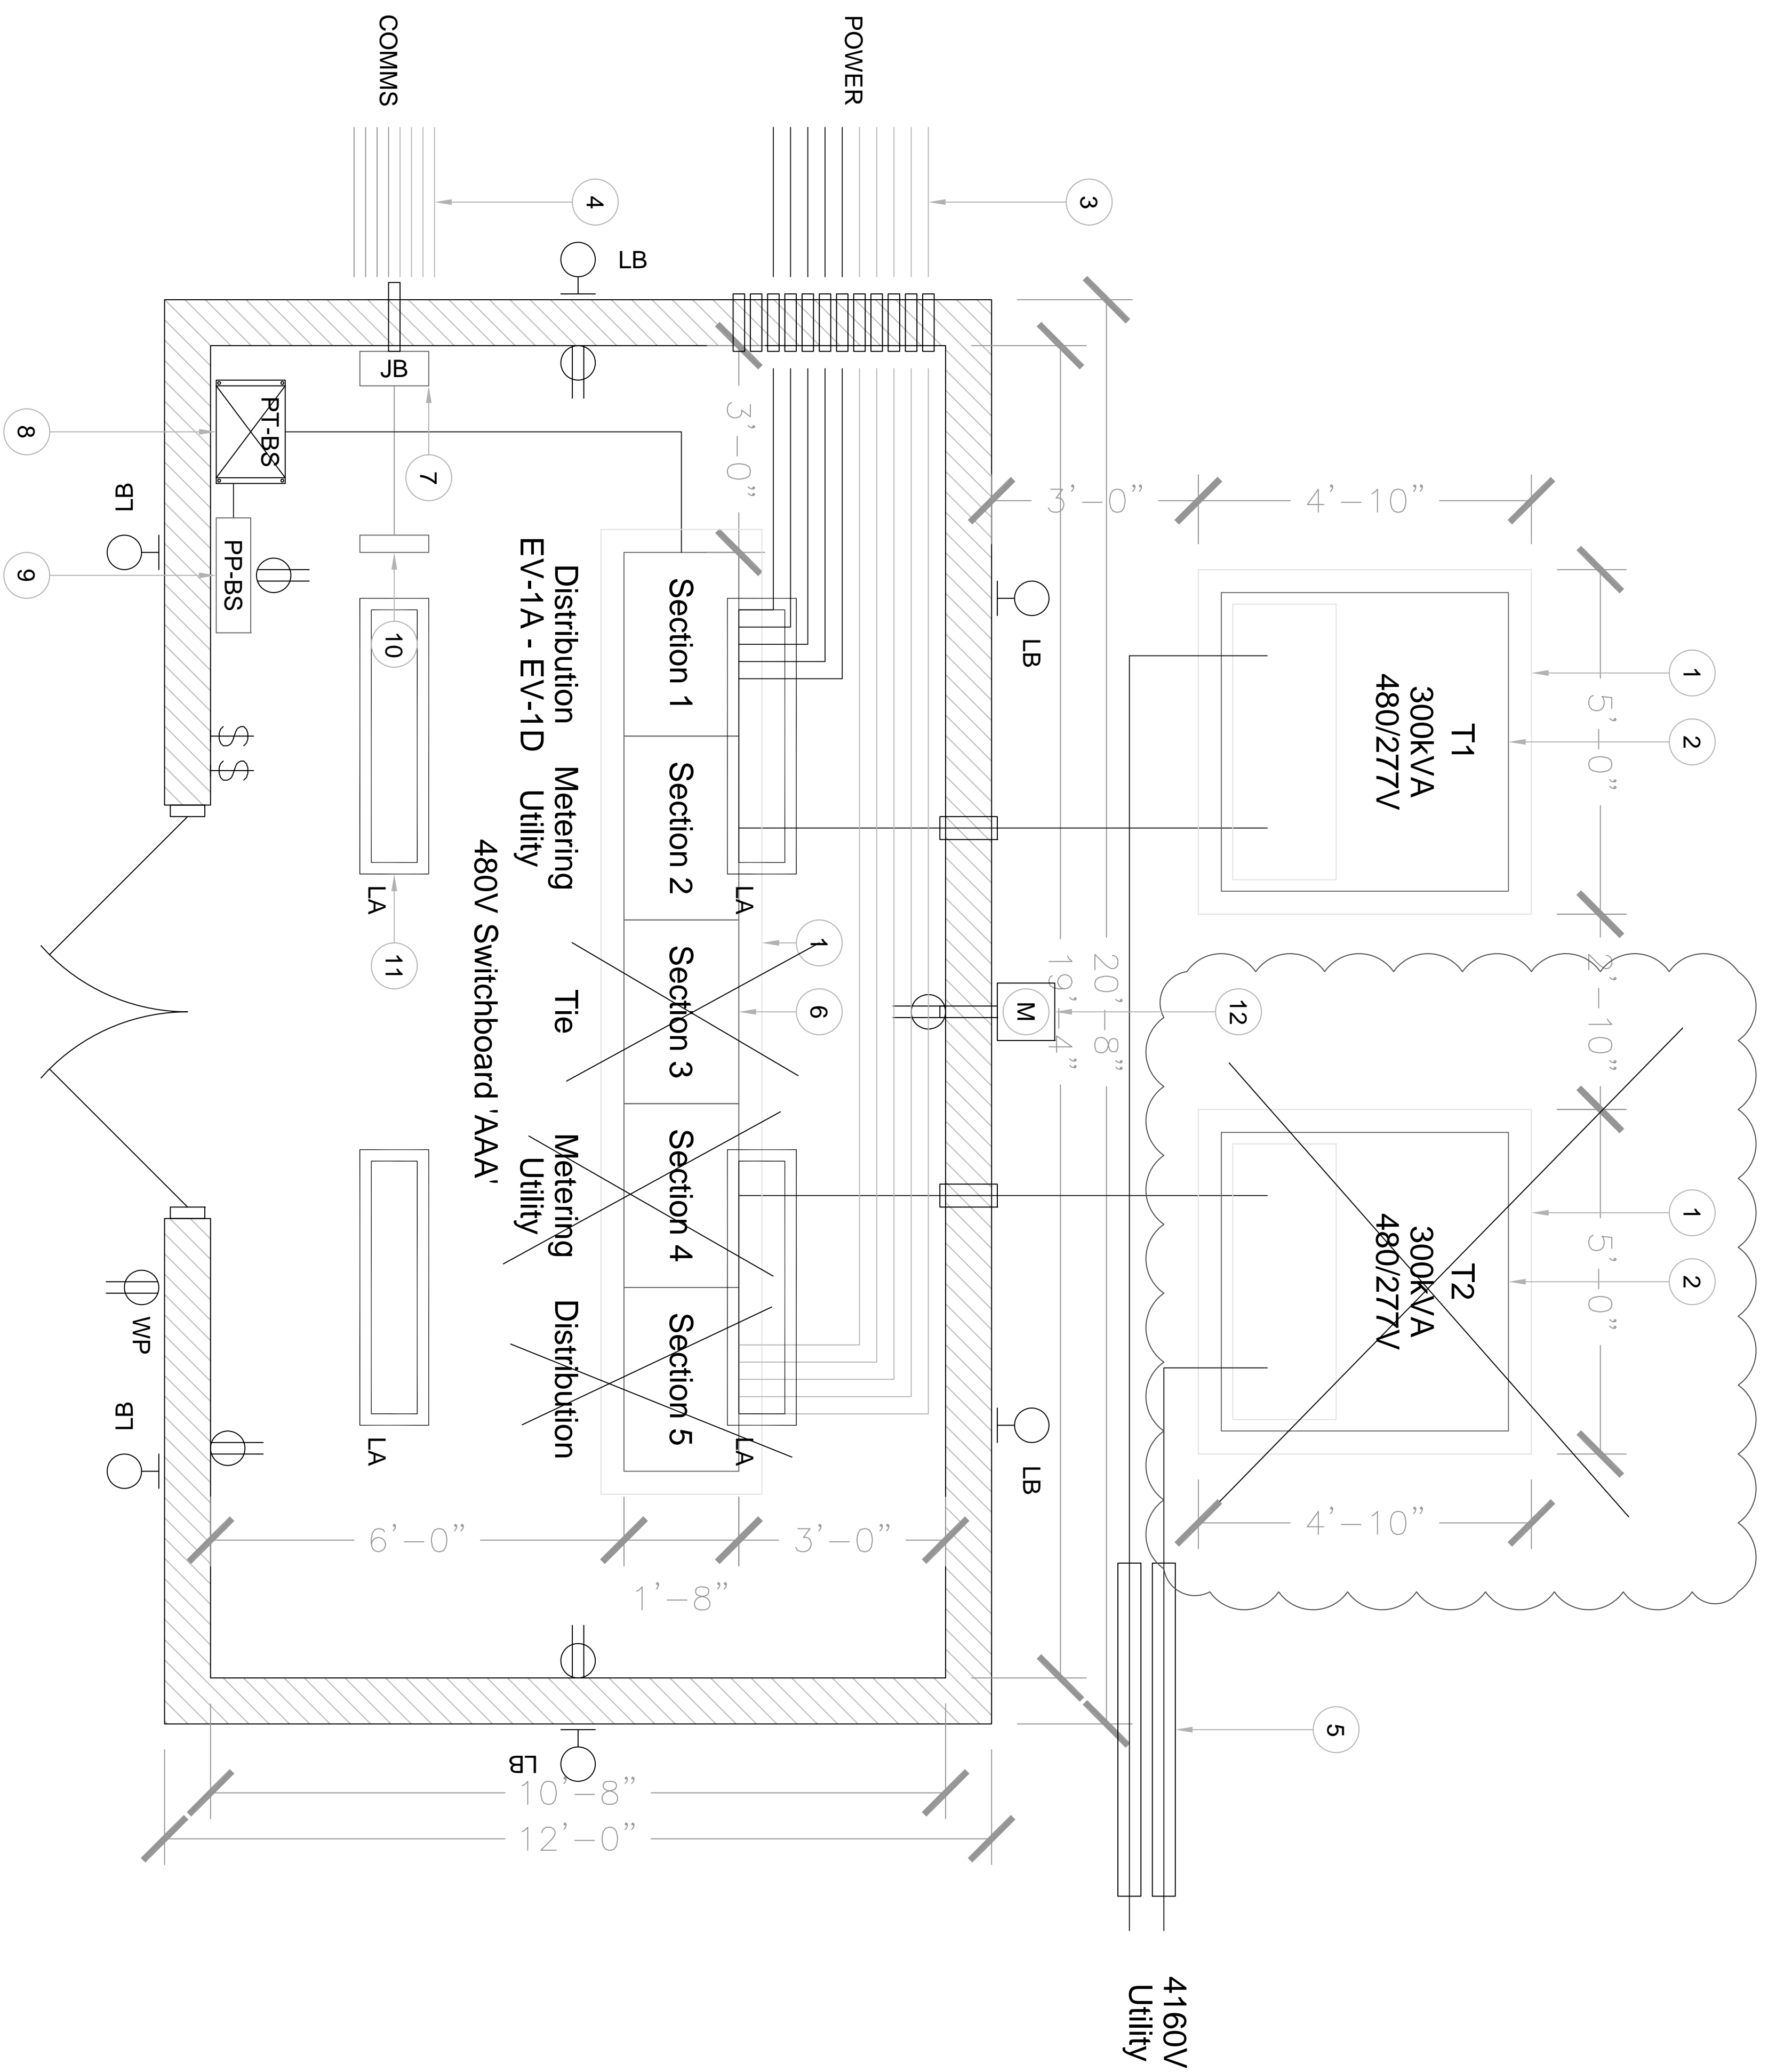 1
2
1
2
5’-0”
2’-10”
5’-0”
T1
300kVA
480/277V
T2
300kVA
480/277V
4’-10”
4’-10”
5
12
4160V
Utility
3’-0”
20’-8”
19’-4”
3
LB
M
LB
POWER
3’-0”
1
6
3’-0”
LA
LA
Section 1
Section 2
Section 3
Section 4
Section 5
1’-8”
LB
4
Distribution
EV-1A - EV-1D
Metering
Utility
Tie
Metering
Utility
Distribution
480V Switchboard 'AAA'
10’-8”
12’-0”
LB
6’-0”
COMMS
JB
7
10
11
LA
LA
PT-BS
PP-BS
S S
LB
WP
LB
8
9